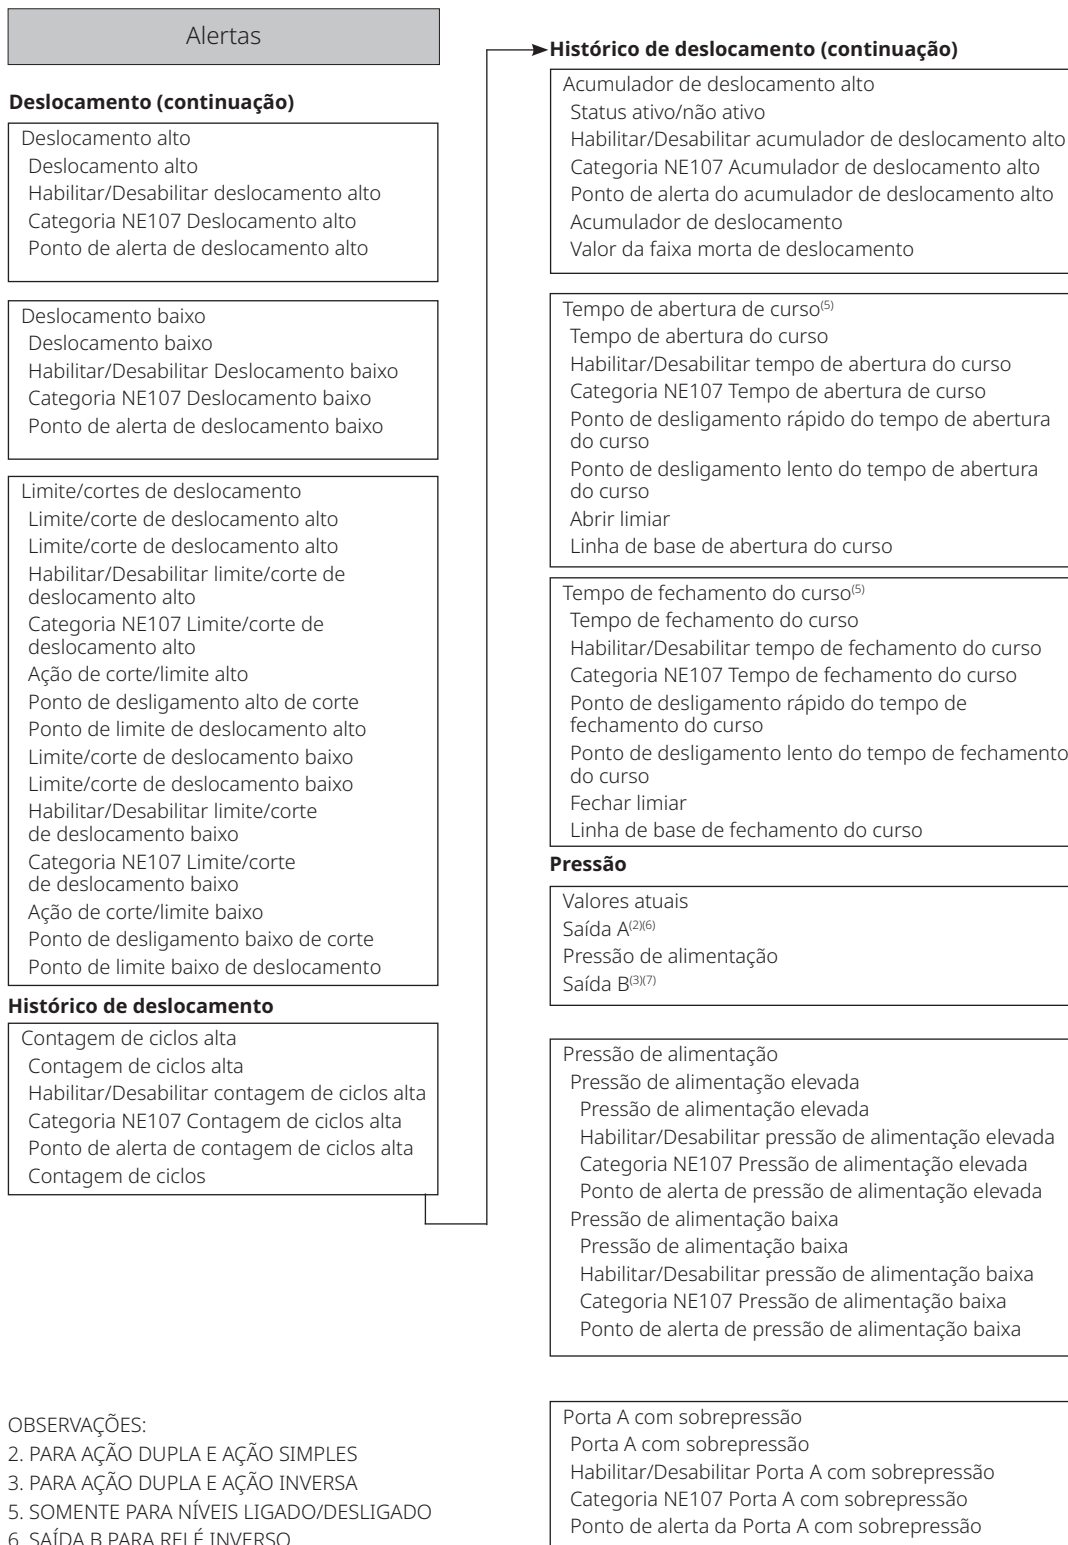 Alertas
Deslocamento (continuação)
Deslocamento alto
Deslocamento alto
Habilitar/Desabilitar deslocamento alto
Categoria NE107 Deslocamento alto
Ponto de alerta de deslocamento alto
Deslocamento baixo
Deslocamento baixo
Habilitar/Desabilitar Deslocamento baixo
Categoria NE107 Deslocamento baixo
Ponto de alerta de deslocamento baixo
Limite/cortes de deslocamento
Limite/corte de deslocamento alto
Limite/corte de deslocamento alto
Habilitar/Desabilitar limite/corte de
deslocamento alto
Categoria NE107 Limite/corte de
deslocamento alto
Ação de corte/limite alto
Ponto de desligamento alto de corte
Ponto de limite de deslocamento alto
Limite/corte de deslocamento baixo
Limite/corte de deslocamento baixo
Habilitar/Desabilitar limite/corte
de deslocamento baixo
Categoria NE107 Limite/corte
de deslocamento baixo
Ação de corte/limite baixo
Ponto de desligamento baixo de corte
Ponto de limite baixo de deslocamento
Histórico de deslocamento
Contagem de ciclos alta
Contagem de ciclos alta
Habilitar/Desabilitar contagem de ciclos alta
Categoria NE107 Contagem de ciclos alta
Ponto de alerta de contagem de ciclos alta
Contagem de ciclos
OBSERVAÇÕES:
2. PARA AÇÃO DUPLA E AÇÃO SIMPLES
3. PARA AÇÃO DUPLA E AÇÃO INVERSA
5. SOMENTE PARA NÍVEIS LIGADO/DESLIGADO
6. SAÍDA B PARA RELÉ INVERSO
Histórico de deslocamento (continuação)
Acumulador de deslocamento alto
Status ativo/não ativo
Habilitar/Desabilitar acumulador de deslocamento alto
Categoria NE107 Acumulador de deslocamento alto
Ponto de alerta do acumulador de deslocamento alto
Acumulador de deslocamento
Valor da faixa morta de deslocamento
Tempo de abertura de curso(5)
Tempo de abertura do curso
Habilitar/Desabilitar tempo de abertura do curso
Categoria NE107 Tempo de abertura de curso
Ponto de desligamento rápido do tempo de abertura
do curso
Ponto de desligamento lento do tempo de abertura
do curso
Abrir limiar
Linha de base de abertura do curso
Tempo de fechamento do curso(5)
Tempo de fechamento do curso
Habilitar/Desabilitar tempo de fechamento do curso
Categoria NE107 Tempo de fechamento do curso
Ponto de desligamento rápido do tempo de
fechamento do curso
Ponto de desligamento lento do tempo de fechamento
do curso
Fechar limiar
Linha de base de fechamento do curso
Pressão
Valores atuais
Saída A(2)(6)
Pressão de alimentação
Saída B(3)(7)
Pressão de alimentação
Pressão de alimentação elevada
Pressão de alimentação elevada
Habilitar/Desabilitar pressão de alimentação elevada
Categoria NE107 Pressão de alimentação elevada
Ponto de alerta de pressão de alimentação elevada
Pressão de alimentação baixa
Pressão de alimentação baixa
Habilitar/Desabilitar pressão de alimentação baixa
Categoria NE107 Pressão de alimentação baixa
Ponto de alerta de pressão de alimentação baixa
Porta A com sobrepressão
Porta A com sobrepressão
Habilitar/Desabilitar Porta A com sobrepressão
Categoria NE107 Porta A com sobrepressão
Ponto de alerta da Porta A com sobrepressão